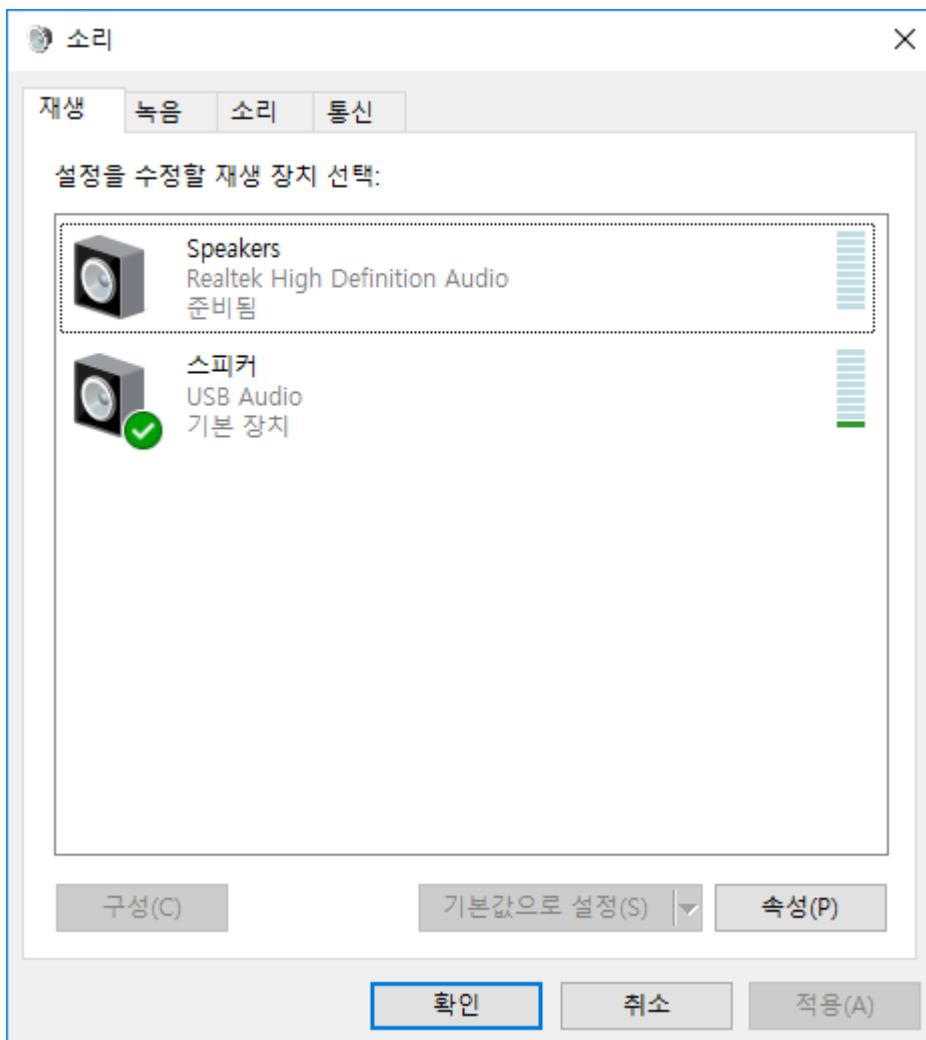 소리
재생 녹음 소리 통신
설정을 수정할 재생 장치 선택:
Speakers
Realtek High Definition Audio
준비됨
스피커
USB Audio
기본 장치
구성(C) 기본값으로 설정(S) 속성(P)
확인 취소 적용(A)